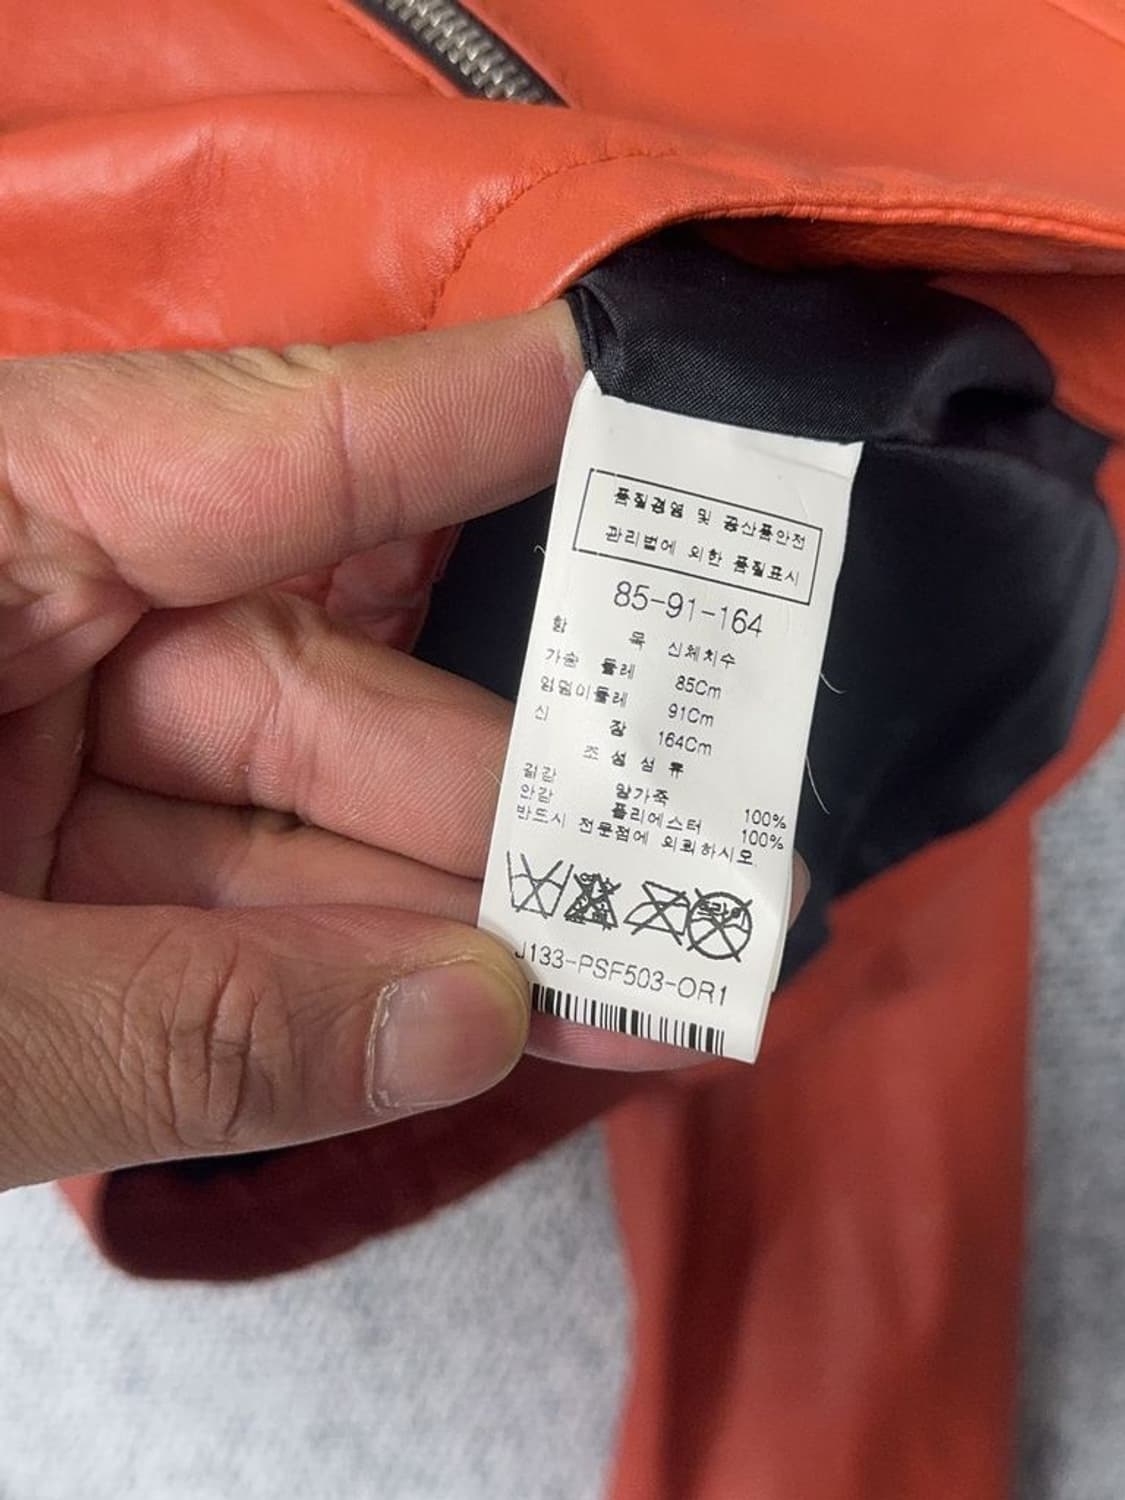 품질경영 및 공산품안전
관리법에 의한 품질표시
85-91-164
항 목 신체치수
가슴 둘레 85Cm
엉덩이둘레 91Cm
신 장 164Cm
조 성 섬 류
겉감 양가죽 100%
안감 폴리에스터 100%
반드시 전문점에 의뢰하시오
J133-PSF503-OR1